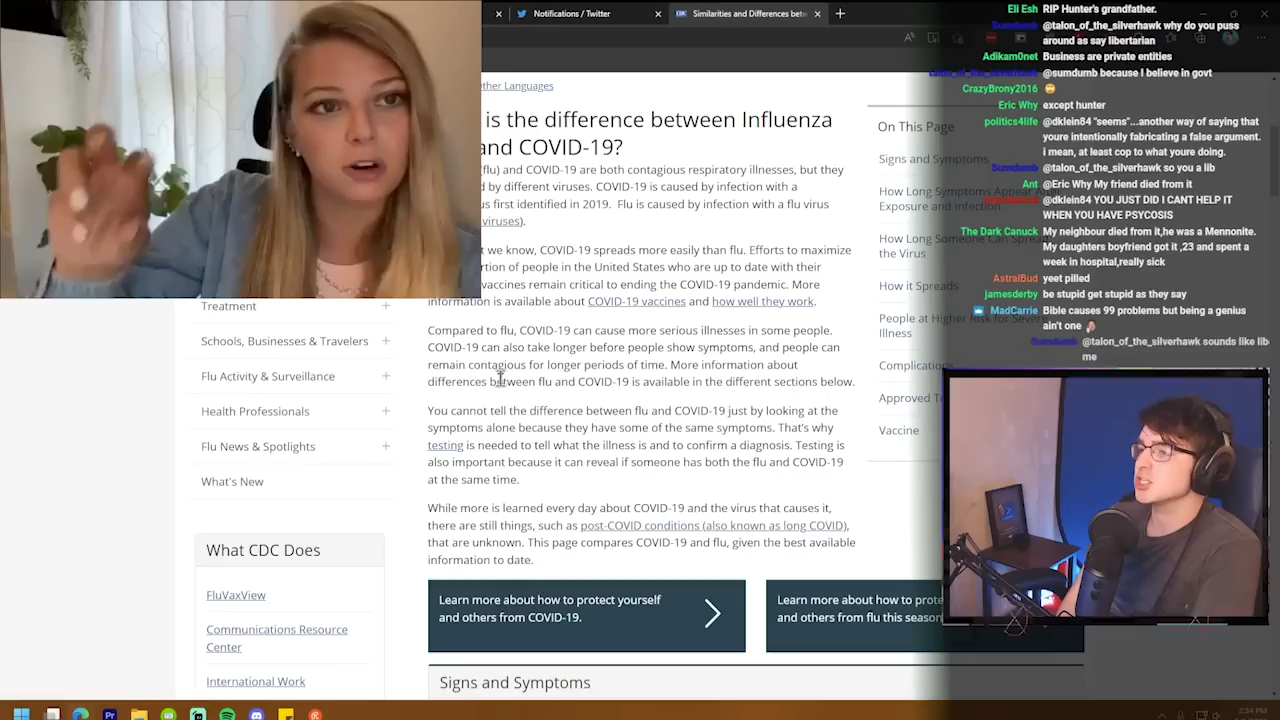 Notifications / Twitter
Similarities and Differences betw
ther Languages
is the difference between Influenza
and COVID-19?
(flu) and COVID-19 are both contagious respiratory illnesses, but they
d by different viruses. COVID-19 is caused by infection with a
us first identified in 2019. Flu is caused by infection with a flu virus
viruses).
t we know, COVID-19 spreads more easily than flu. Efforts to maximize
rtion of people in the United States who are up to date with their
vaccines remain critical to ending the COVID-19 pandemic. More
information is available about COVID-19 vaccines and how well they work.
Compared to flu, COVID-19 can cause more serious illnesses in some people.
COVID-19 can also take longer before people show symptoms, and people can
remain contagious for longer periods of time. More information about
differences between flu and COVID-19 is available in the different sections below.
You cannot tell the difference between flu and COVID-19 just by looking at the
symptoms alone because they have some of the same symptoms. That's why
testing is needed to tell what the illness is and to confirm a diagnosis. Testing is
also important because it can reveal if someone has both the flu and COVID-19
at the same time.
While more is learned every day about COVID-19 and the virus that causes it,
there are still things, such as post-COVID conditions (also known as long COVID),
that are unknown. This page compares COVID-19 and flu, given the best available
information to date.
Learn more about how to protect yourself
and others from COVID-19.
Learn more about how to prote
and others from flu this season
Signs and Symptoms
Treatment
Schools, Businesses & Travelers
Flu Activity & Surveillance
Health Professionals
Flu News & Spotlights
What's New
What CDC Does
FluVaxView
Communications Resource
Center
International Work
On This Page
Signs and Symptoms
How Long Symptoms Appear After
Exposure and Infection
How Long Someone Can Spread
the Virus
How it Spreads
People at Higher Risk for Severe
Illness
Complications
Approved T
Vaccine
Eli Esh RIP Hunter's grandfather.
Sumdumb @talon_of_the_silverhawk why do you puss
around as say libertarian
Adikam0net Business are private entities
@sumdumb because I believe in govt
CrazyBrony2016
Eric Why except hunter
politics4life @dklein84 "seems"...another way of saying that
youre intentionally fabricating a false argument.
i mean, at least cop to what youre doing.
Sumdumb @talon_of_the_silverhawk so you a lib
Ant @Eric Why My friend died from it
@dklein84 YOU JUST DID I CANT HELP IT
WHEN YOU HAVE PSYCOSIS
The Dark Canuck My neighbour died from it,he was a Mennonite.
My daughters boyfriend got it ,23 and spent a
week in hospital,really sick
AstralBud yeet pilled
jamesderby be stupid get stupid as they say
MadCarrie Bible causes 99 problems but being a genius
ain't one
Sumdumb @talon_of_the_silverhawk sounds like lib
me
2:34 PM